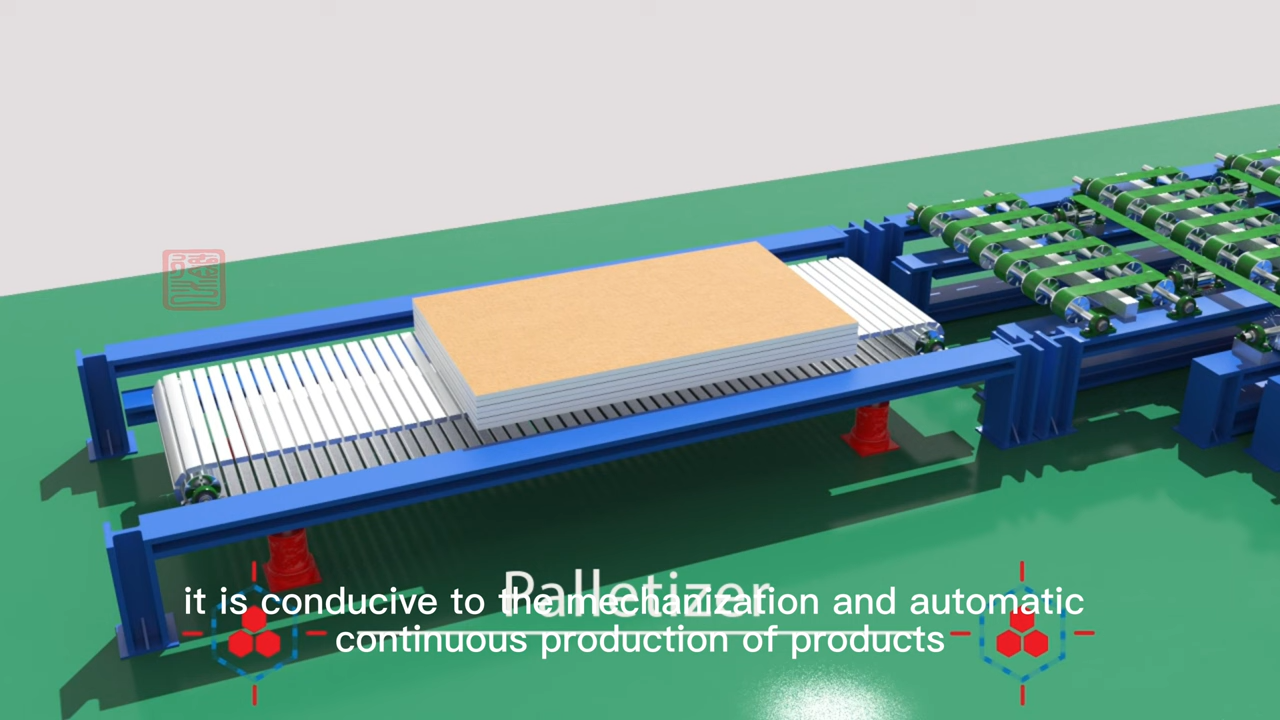 Palletizer
it is conducive to the mechanization and automatic
continuous production of products